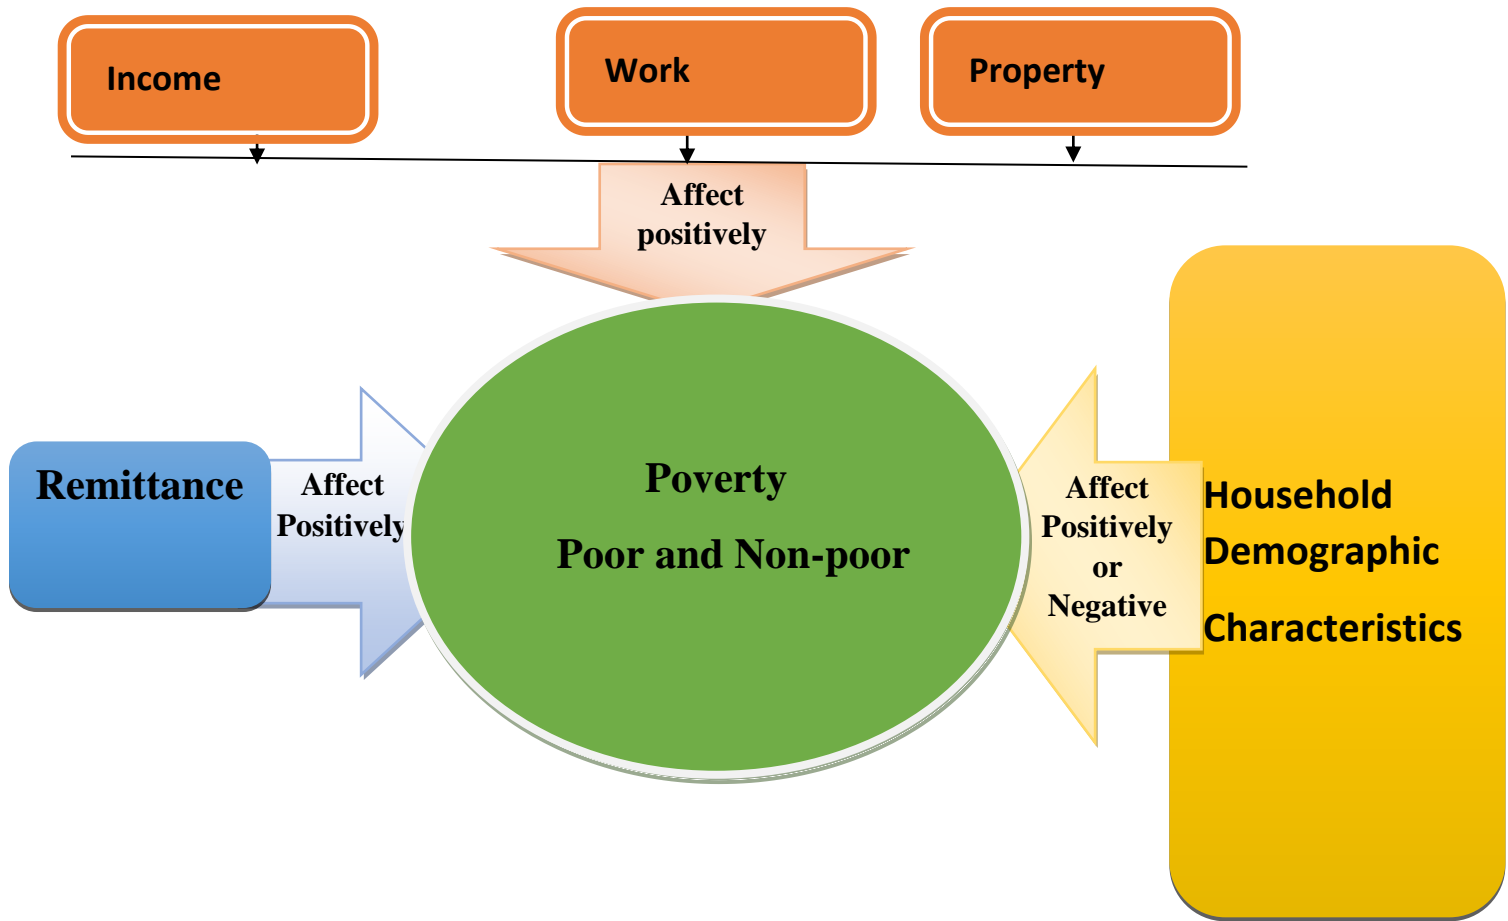 Income
Work
Property
Affect
positively
Remittance
Affect
Positively
Poverty
Poor and Non-poor
Affect
Positively
or
Negative
Household
Demographic
Characteristics